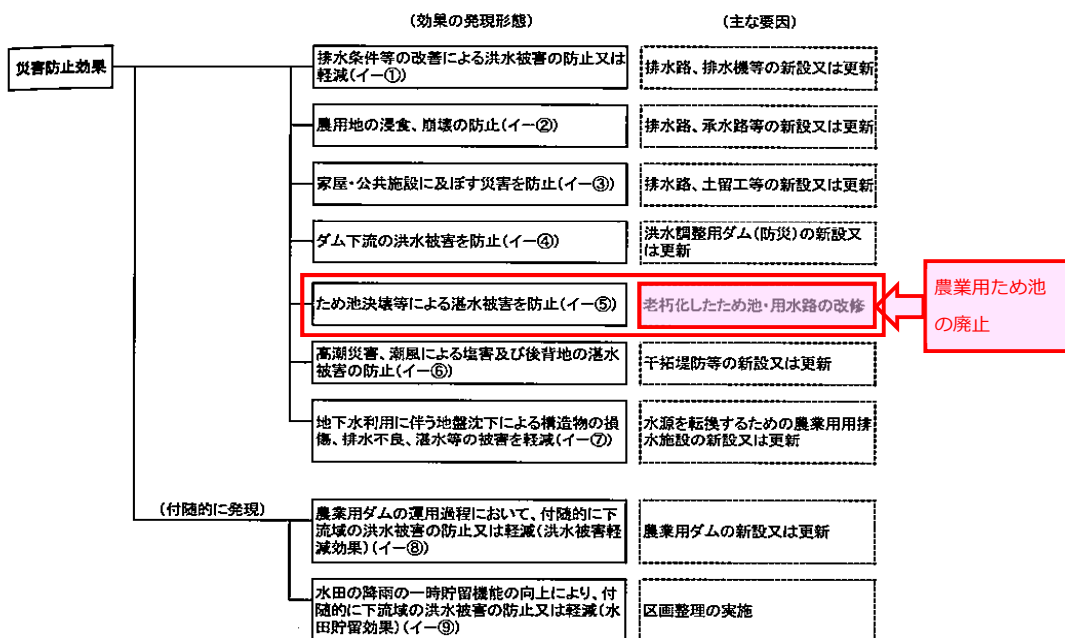 (効果の発現形態)
(主な要因)
災害防止効果
排水条件等の改善による洪水被害の防止又は
軽減(イー①)
排水路、排水機等の新設又は更新
農用地の浸食、崩壊の防止(イー②)
排水路、承水路等の新設又は更新
家屋・公共施設に及ぼす災害を防止(イー③)
排水路、土留工等の新設又は更新
ダム下流の洪水被害を防止(イー④)
洪水調整用ダム(防災)の新設又
は更新
ため池決壊等による湛水被害を防止(イー⑤)
老朽化したため池・用水路の改修
農業用ため池
の廃止
高潮災害、潮風による塩害及び後背地の湛水
被害の防止(イー⑥)
干拓堤防等の新設又は更新
地下水利用に伴う地盤沈下による構造物の損
傷、排水不良、湛水等の被害を軽減(イー⑦)
水源を転換するための農業用用排
水施設の新設又は更新
(付随的に発現)
農業用ダムの運用過程において、付随的に下
流域の洪水被害の防止又は軽減(洪水被害軽
減効果)(イー⑧)
農業用ダムの新設又は更新
水田の降雨の一時貯留機能の向上により、付
随的に下流域の洪水被害の防止又は軽減(水
田貯留効果)(イー⑨)
区画整理の実施